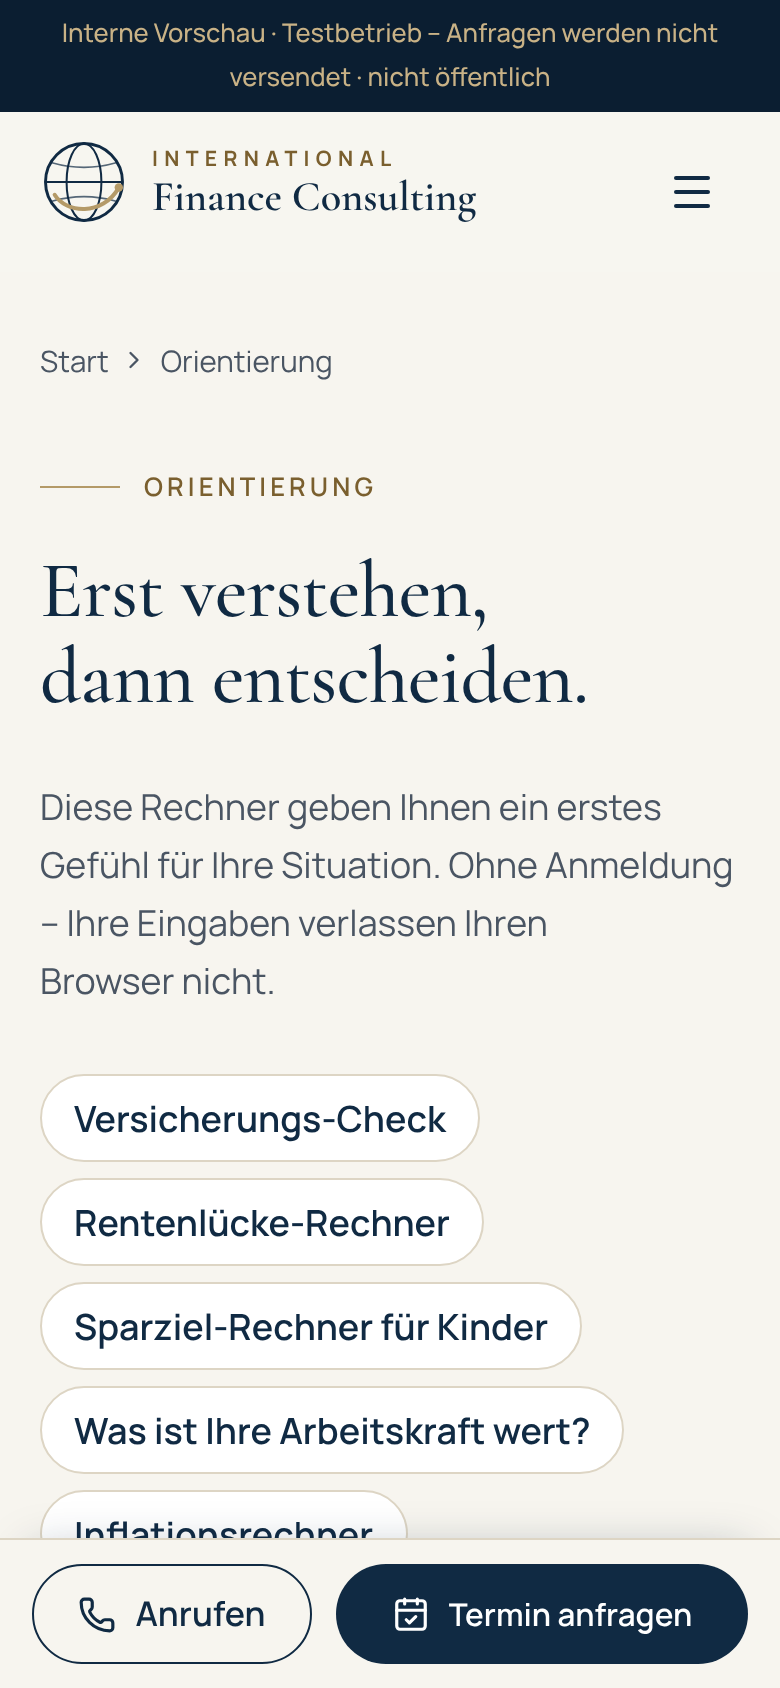 Interne Vorschau · Testbetrieb – Anfragen werden nicht
versendet · nicht öffentlich
INTERNATIONAL
Finance Consulting
Start > Orientierung
ORIENTIERUNG
Erst verstehen,
dann entscheiden.
Diese Rechner geben Ihnen ein erstes
Gefühl für Ihre Situation. Ohne Anmeldung
– Ihre Eingaben verlassen Ihren
Browser nicht.
Versicherungs-Check
Rentenlücke-Rechner
Sparziel-Rechner für Kinder
Was ist Ihre Arbeitskraft wert?
Inflationsrechner
Anrufen
Termin anfragen